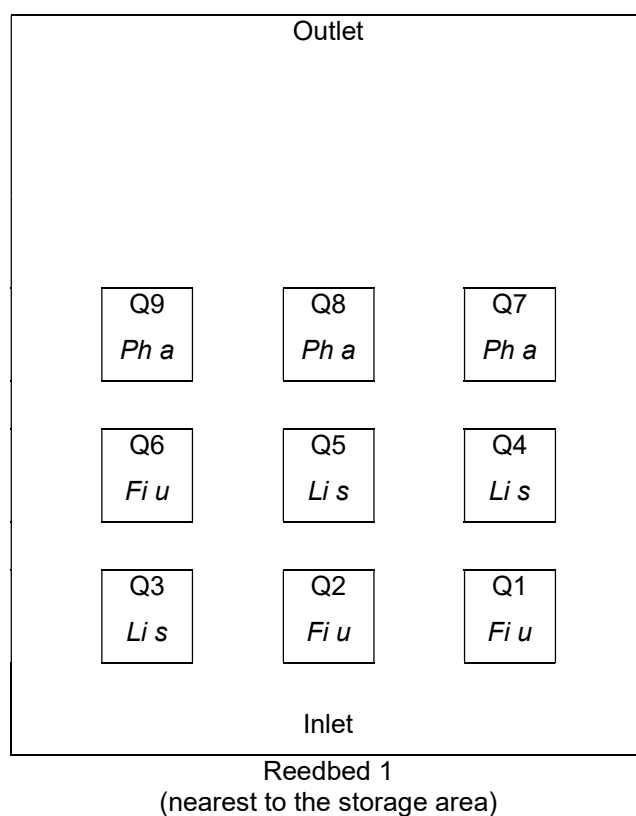 Outlet
Q9
Ph a
Q8
Ph a
Q7
Ph a
Q6
Fi u
Q5
Li s
Q4
Li s
Q3
Li s
Q2
Fi u
Q1
Fi u
Inlet
Reedbed 1
(nearest to the storage area)